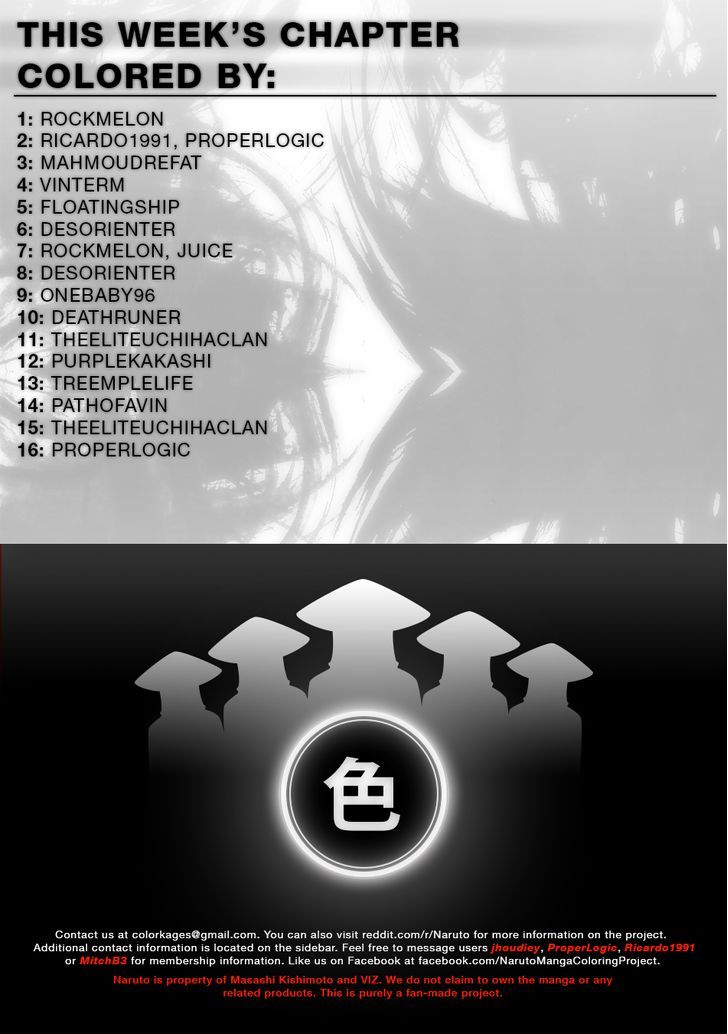 THIS WEEK'S CHAPTER
COLORED BY:
1: ROCKMELON
2: RICARDO1991, PROPERLOGIC
3: MAHMOUDREFAT
4: VINTERM
5: FLOATINGSHIP
6: DESORIENTER
7: ROCKMELON, JUICE
8: DESORIENTER
9: ONEBABY96
10: DEATHRUNER
11: THEELITEUCHIHACLAN
12: PURPLEKAKASHI
13: TREEMPLELIFE
14: PATHOFAVIN
15: THEELITEUCHIHACLAN
16: PROPERLOGIC
色
Contact us at colorkages@gmail.com. You can also visit reddit.com/r/Naruto for more information on the project.
Additional contact information is located on the sidebar. Feel free to message users jhoudiey, ProperLogic, Ricardo1991
or MitchB3 for membership information. Like us on Facebook at facebook.com/NarutoMangaColoringProject.
Naruto is property of Masashi Kishimoto and VIZ. We do not claim to own the manga or any
related products. This is purely a fan-made project.